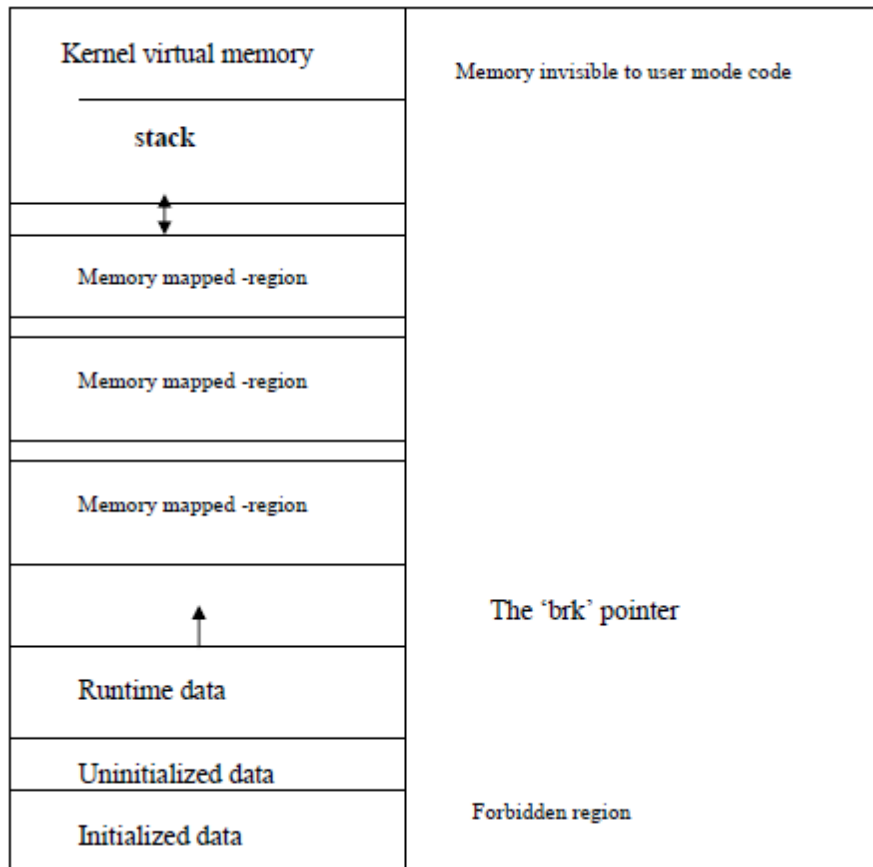 Kernel virtual memory
Memory invisible to user mode code
stack
Memory mapped -region
Memory mapped -region
Memory mapped -region
The ‘brk’ pointer
Runtime data
Uninitialized data
Forbidden region
Initialized data